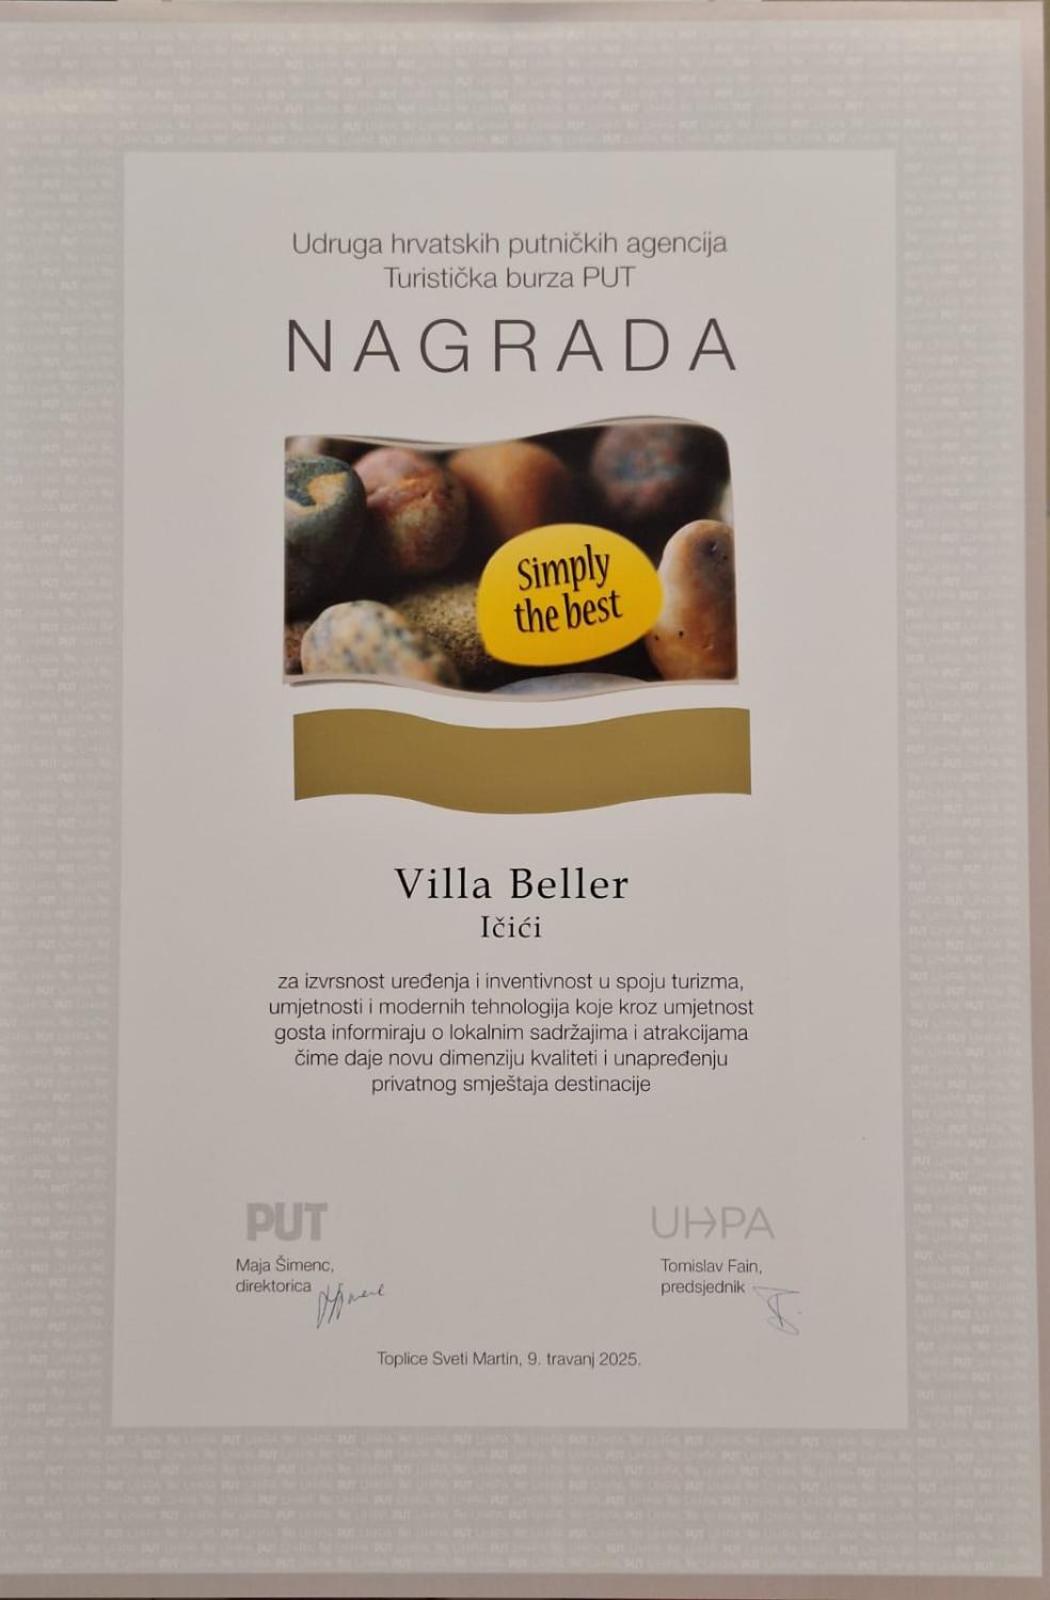 Udruga hrvatskih putničkih agencija
Turistička burza PUT
NAGRADA
Simply
the best
Villa Beller
Ičići
za izvrsnost uređenja i inventivnost u spoju turizma,
umjetnosti i modernih tehnologija koje kroz umjetnost
gosta informiraju o lokalnim sadržajima i atrakcijama
čime daje novu dimenziju kvaliteti i unapređenju
privatnog smještaja destinacije
PUT
Maja Šimenc,
direktorica
UHPA
Tomislav Fain,
predsjednik
Toplice Sveti Martin, 9. travanj 2025.